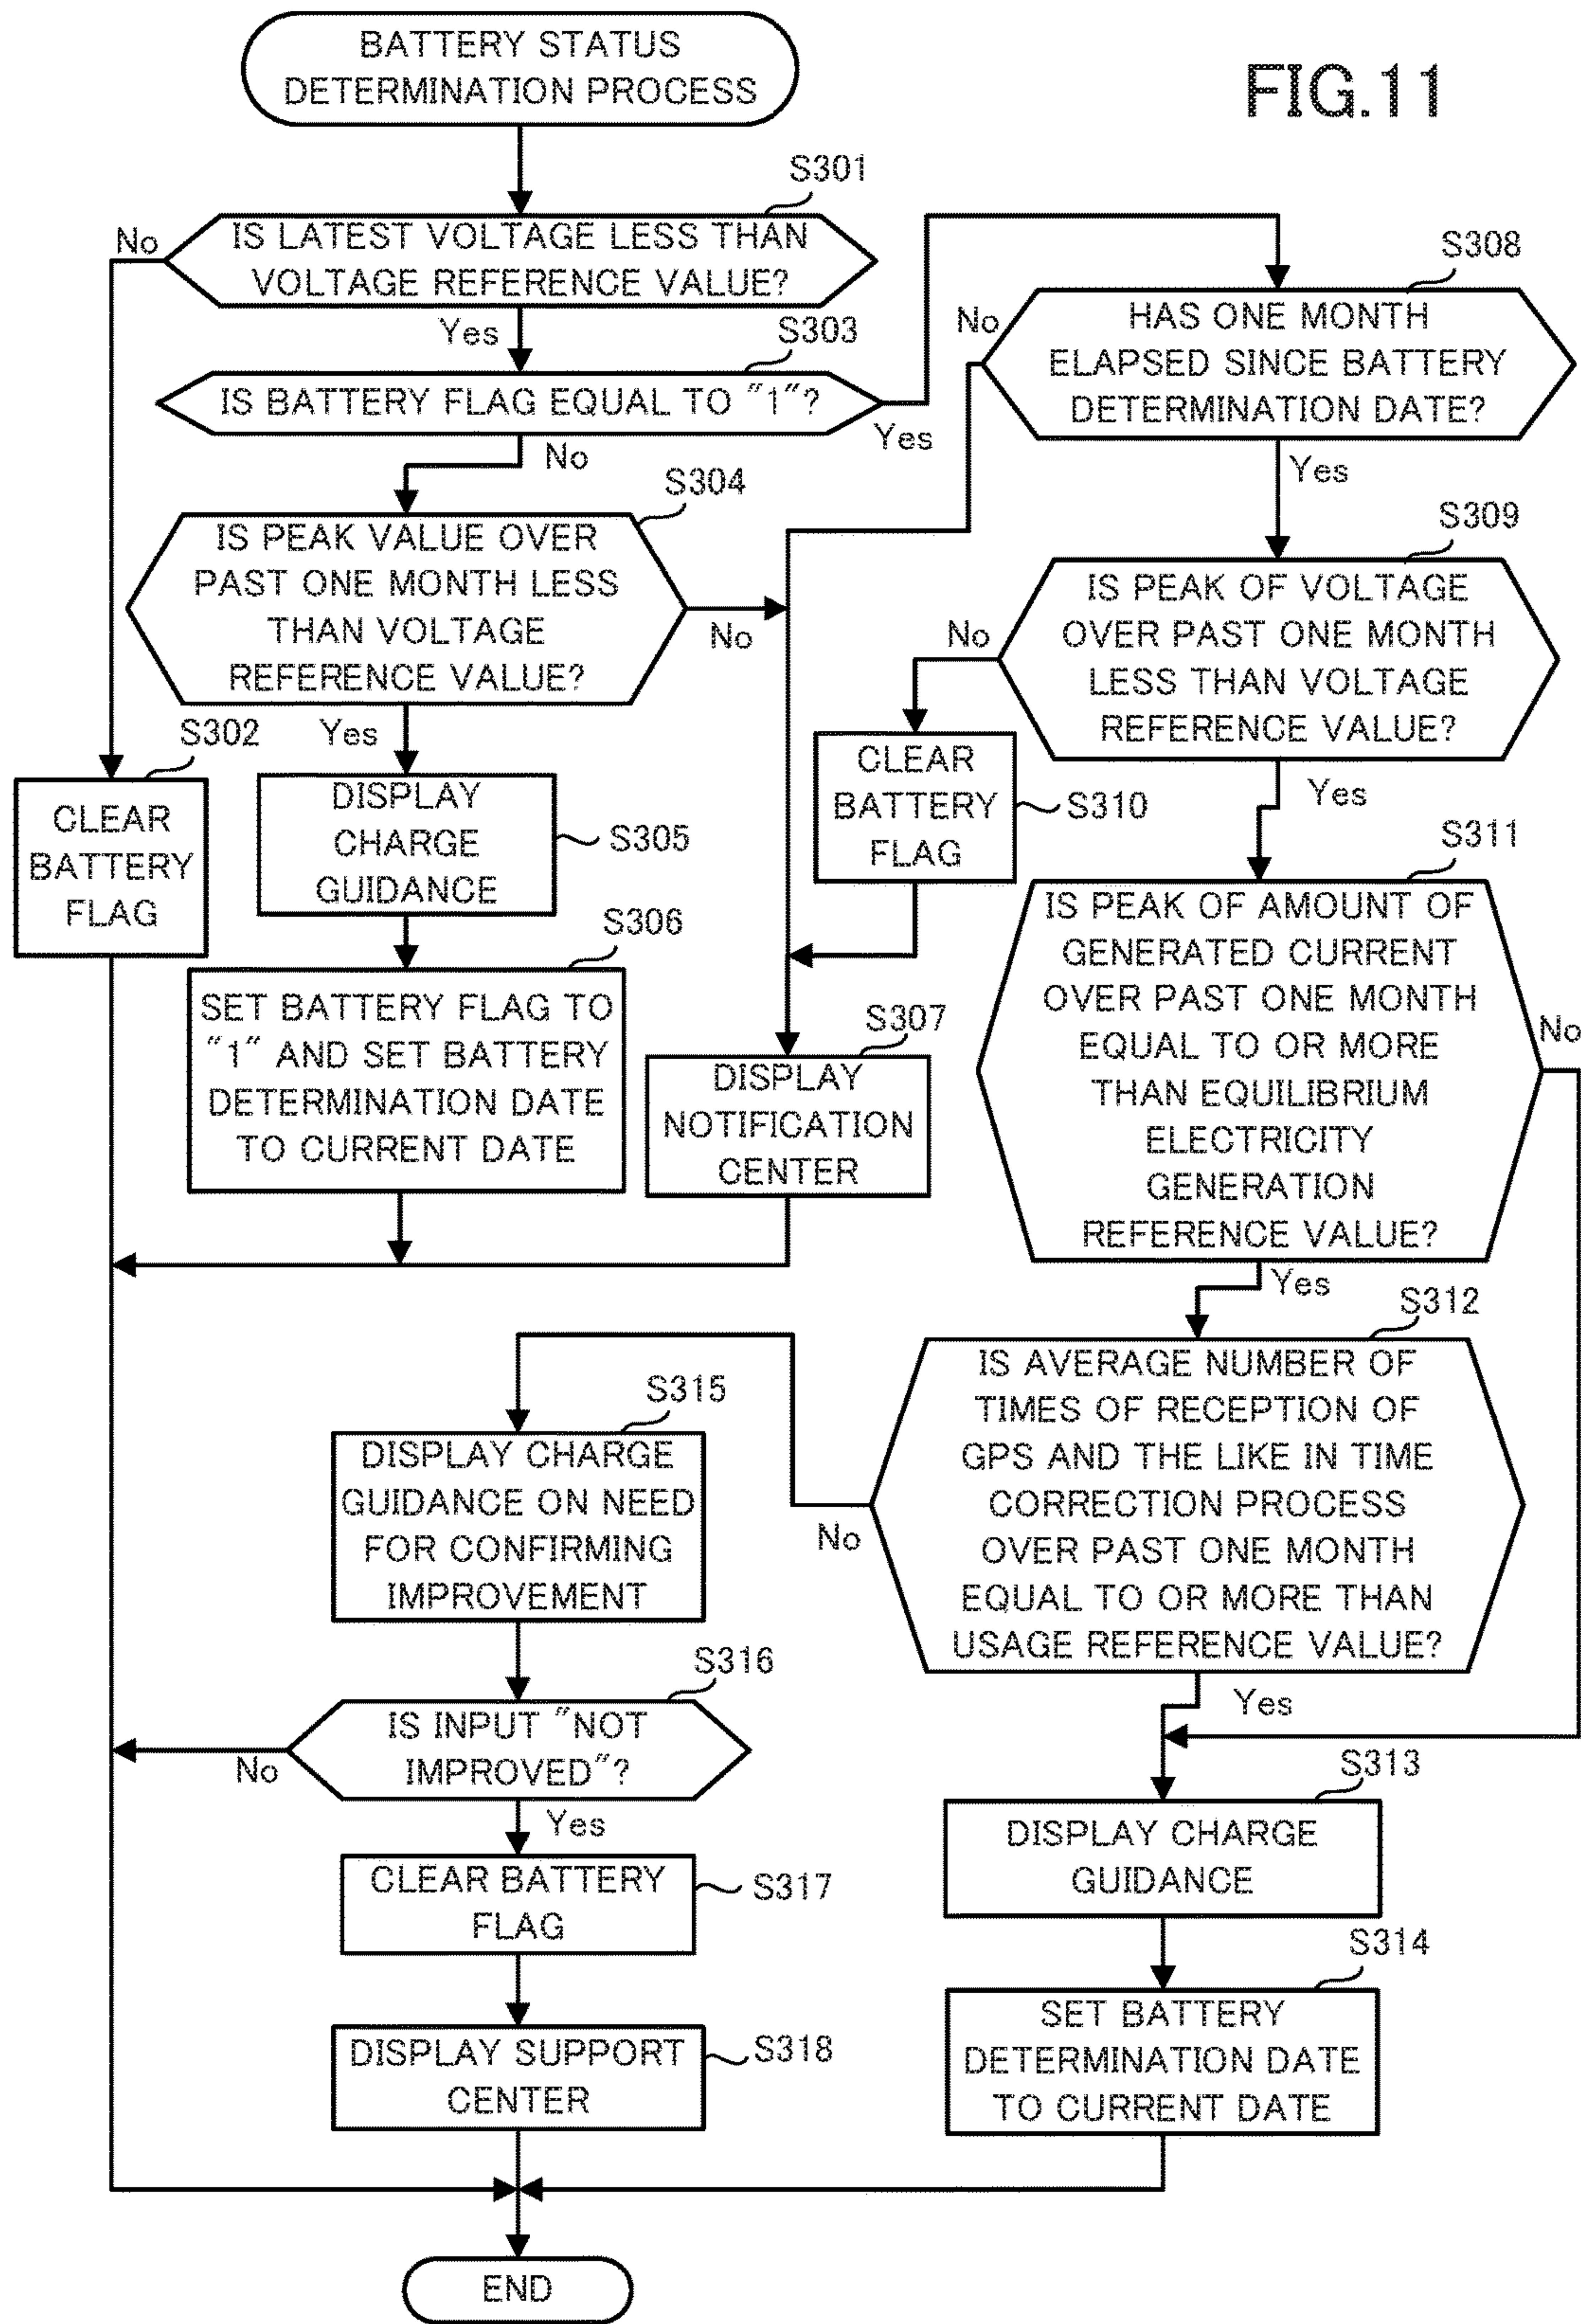 BATTERY STATUS
DETERMINATION PROCESS
FIG.11
S301
IS LATEST VOLTAGE LESS THAN
VOLTAGE REFERENCE VALUE?
No
Yes
S303
IS BATTERY FLAG EQUAL TO "1"?
Yes
No
S304
IS PEAK VALUE OVER
PAST ONE MONTH LESS
THAN VOLTAGE
REFERENCE VALUE?
No
Yes
S302
CLEAR
BATTERY
FLAG
DISPLAY
CHARGE
GUIDANCE
S305
S306
SET BATTERY FLAG TO
"1" AND SET BATTERY
DETERMINATION DATE
TO CURRENT DATE
S307
DISPLAY
NOTIFICATION
CENTER
S308
HAS ONE MONTH
ELAPSED SINCE BATTERY
DETERMINATION DATE?
No
Yes
S309
IS PEAK OF VOLTAGE
OVER PAST ONE MONTH
LESS THAN VOLTAGE
REFERENCE VALUE?
No
Yes
CLEAR
BATTERY
FLAG
S310
S311
IS PEAK OF AMOUNT OF
GENERATED CURRENT
OVER PAST ONE MONTH
EQUAL TO OR MORE
THAN EQUILIBRIUM
ELECTRICITY
GENERATION
REFERENCE VALUE?
No
Yes
S312
IS AVERAGE NUMBER OF
TIMES OF RECEPTION OF
GPS AND THE LIKE IN TIME
CORRECTION PROCESS
OVER PAST ONE MONTH
EQUAL TO OR MORE THAN
USAGE REFERENCE VALUE?
No
Yes
S313
DISPLAY CHARGE
GUIDANCE
S314
SET BATTERY
DETERMINATION DATE
TO CURRENT DATE
S315
DISPLAY CHARGE
GUIDANCE ON NEED
FOR CONFIRMING
IMPROVEMENT
S316
IS INPUT "NOT
IMPROVED"?
No
Yes
CLEAR BATTERY
FLAG
S317
DISPLAY SUPPORT
CENTER
S318
END